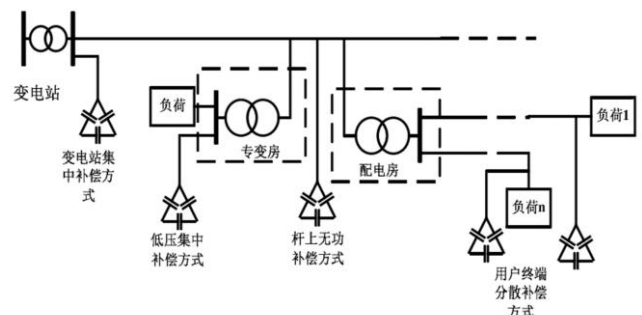 变电站
变电站集
中补偿方
式
负荷
专变房
低压集中
补偿方式
杆上无功
补偿方式
配电房
负荷1
负荷n
用户终端
分散补偿
方式